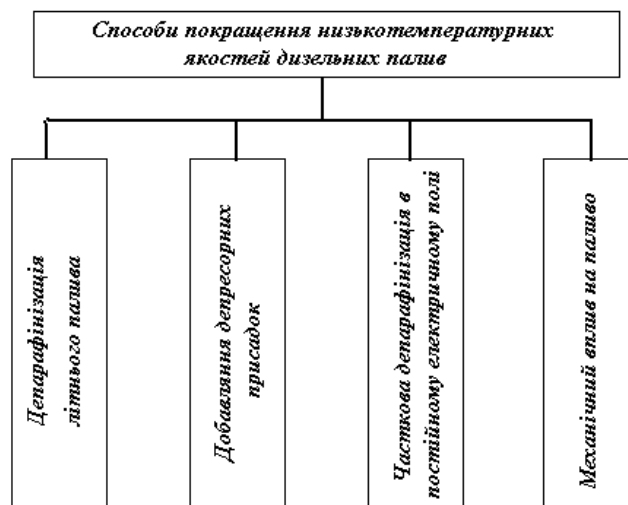 Способи покращення низькотемпературних
якостей дизельних палив
Депарафінізація
літнього палива
Добавляння депресорних
присадок
Часткова депарафінізація в
постійному електричному полі
Механічний вплив на паливо